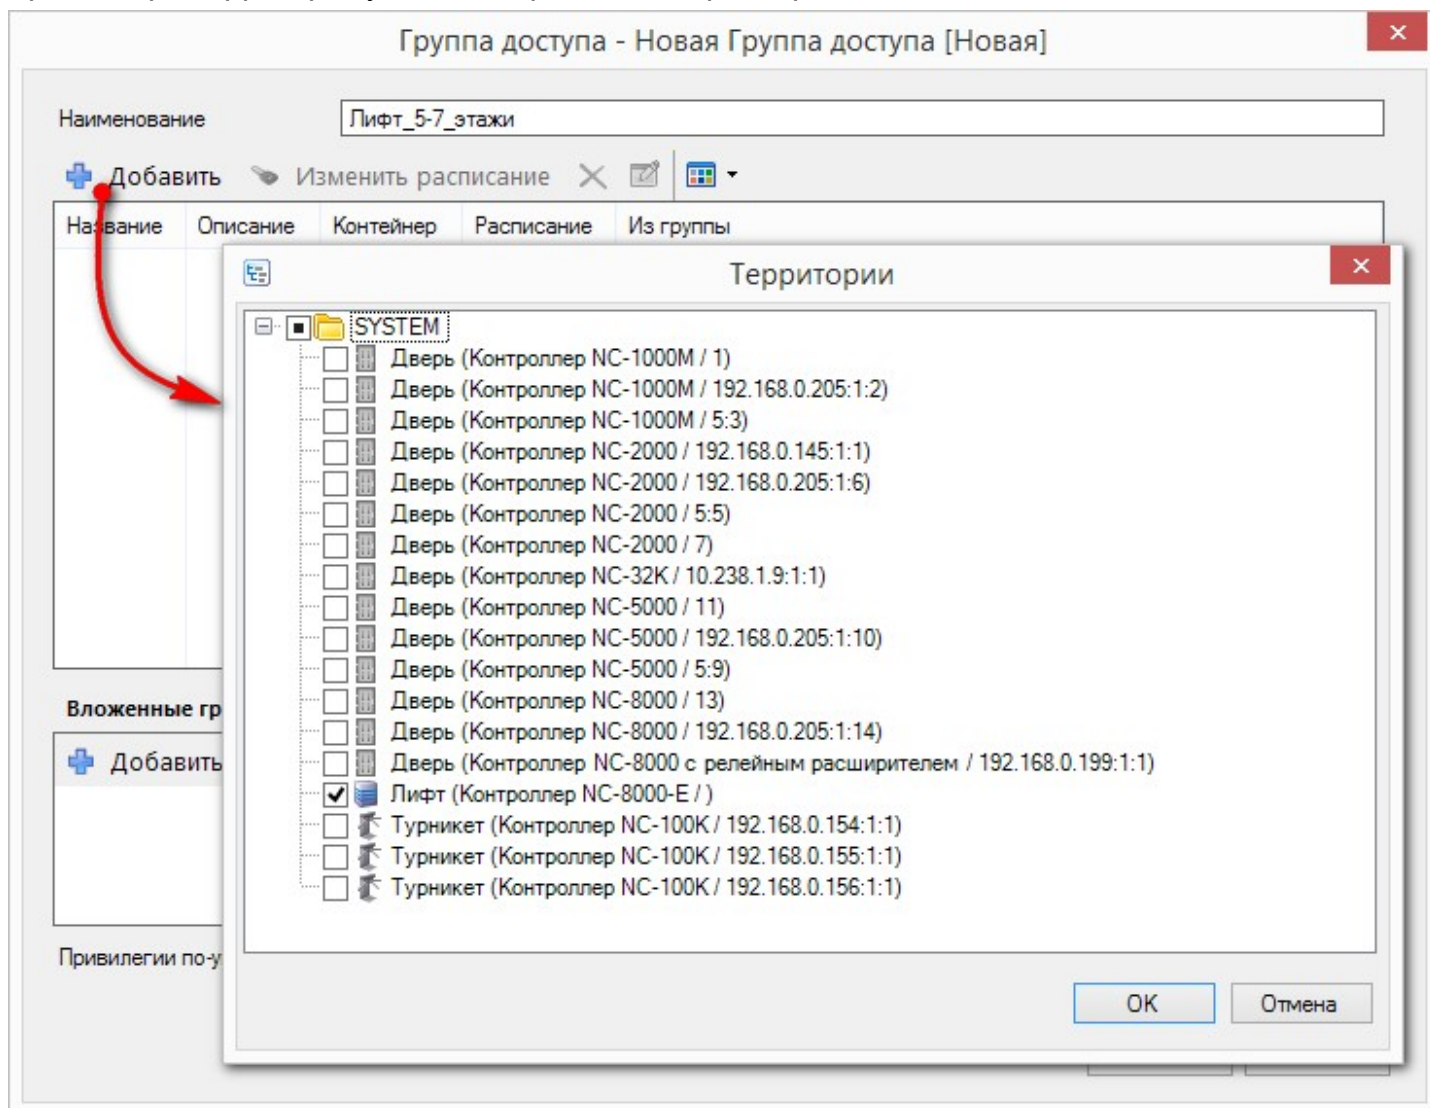 Группа доступа - Новая Группа доступа [Новая]
Наименование Лифт_5-7_этажи
Добавить Изменить расписание
Название Описание Контейнер Расписание Из группы
Территории
SYSTEM
Дверь (Контроллер NC-1000M / 1)
Дверь (Контроллер NC-1000M / 192.168.0.205:1:2)
Дверь (Контроллер NC-1000M / 5:3)
Дверь (Контроллер NC-2000 / 192.168.0.145:1:1)
Дверь (Контроллер NC-2000 / 192.168.0.205:1:6)
Дверь (Контроллер NC-2000 / 5:5)
Дверь (Контроллер NC-2000 / 7)
Дверь (Контроллер NC-32K / 10.238.1.9:1:1)
Дверь (Контроллер NC-5000 / 11)
Дверь (Контроллер NC-5000 / 192.168.0.205:1:10)
Дверь (Контроллер NC-5000 / 5:9)
Дверь (Контроллер NC-8000 / 13)
Дверь (Контроллер NC-8000 / 192.168.0.205:1:14)
Дверь (Контроллер NC-8000 с релейным расширителем / 192.168.0.199:1:1)
Лифт (Контроллер NC-8000-E / )
Турникет (Контроллер NC-100K / 192.168.0.154:1:1)
Турникет (Контроллер NC-100K / 192.168.0.155:1:1)
Турникет (Контроллер NC-100K / 192.168.0.156:1:1)
Вложенные гр
Добавить
Привилегии по-у
OK Отмена